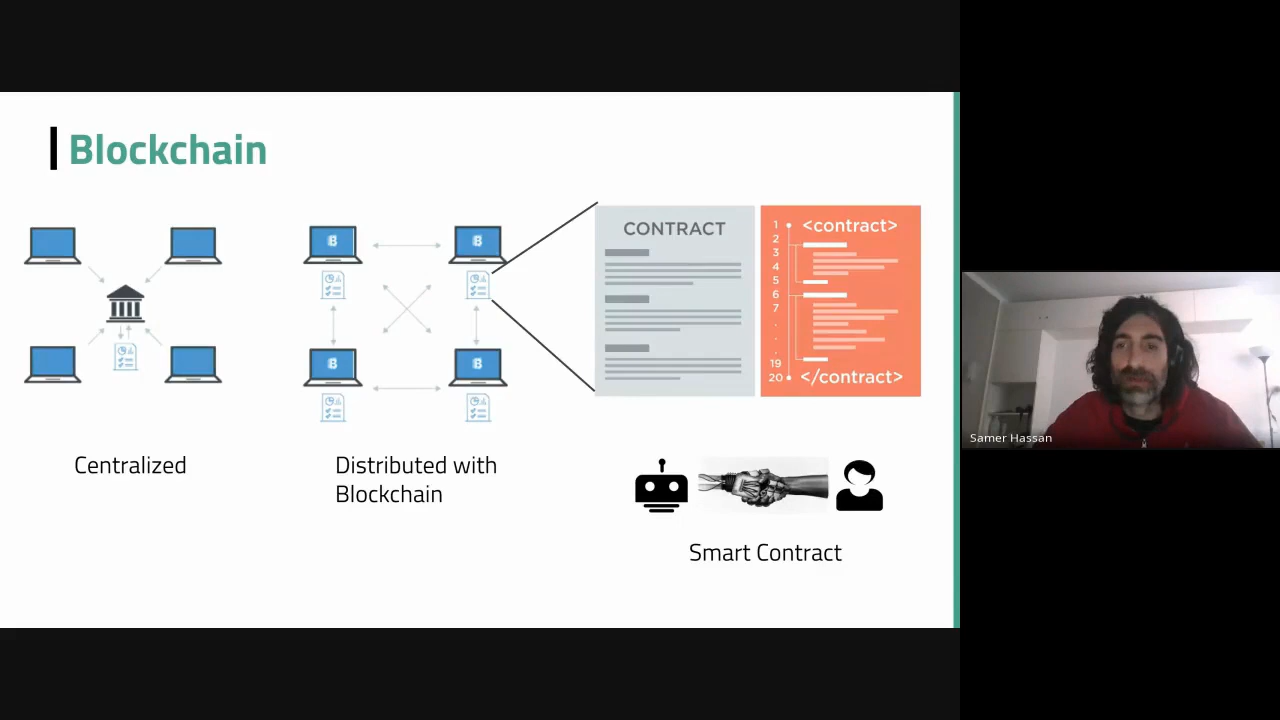 Blockchain
CONTRACT
1
2
3
4
5
6
7
.
.
.
19
20
<contract>
</contract>
Centralized
Distributed with
Blockchain
Smart Contract
Samer Hassan